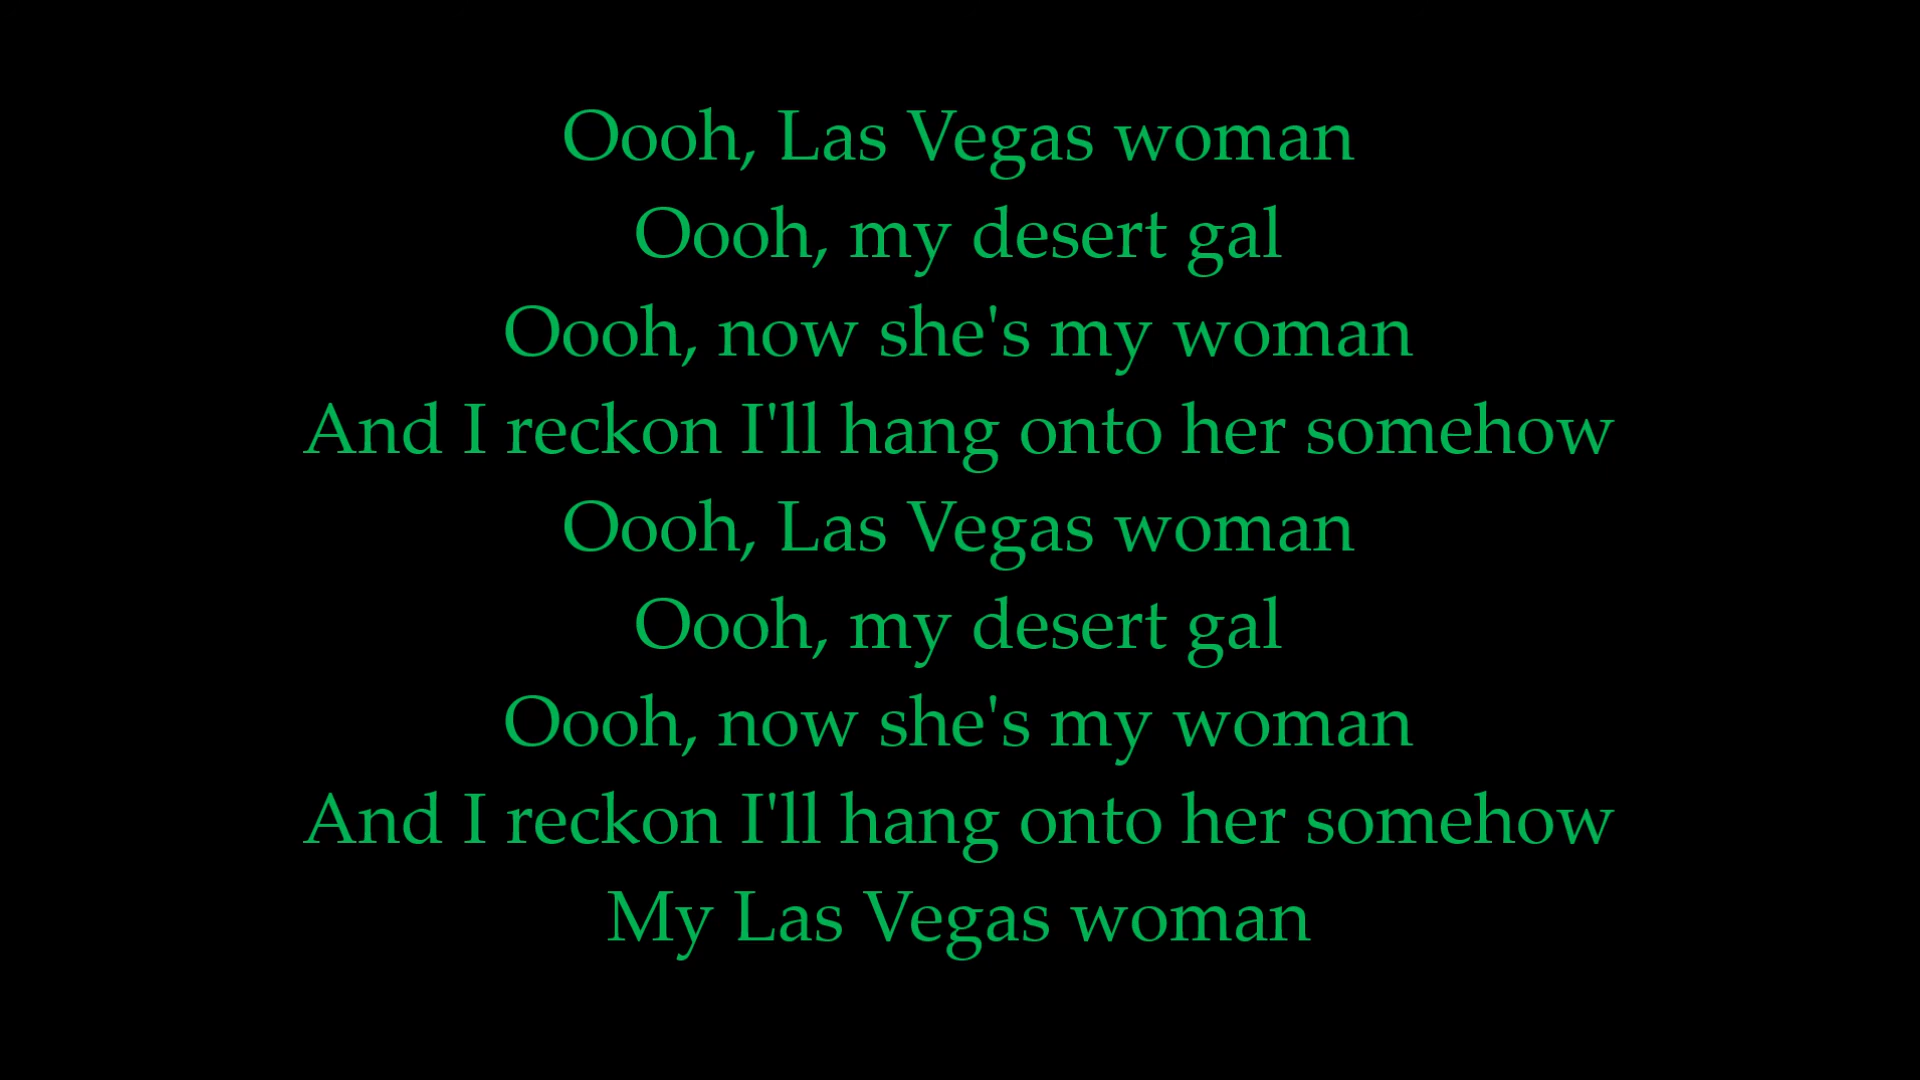 Oooh, Las Vegas woman
Oooh, my desert gal
Oooh, now she's my woman
And I reckon I'll hang onto her somehow
Oooh, Las Vegas woman
Oooh, my desert gal
Oooh, now she's my woman
And I reckon I'll hang onto her somehow
My Las Vegas woman